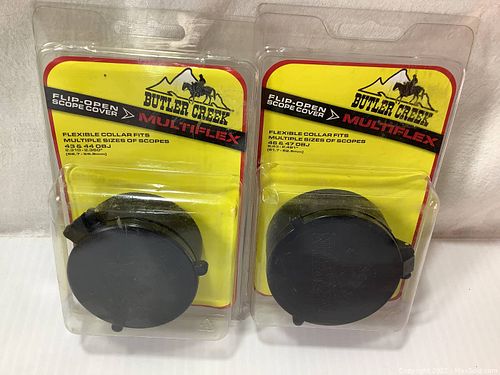 BUTLER CREEK
FLIP-OPEN
SCOPE COVER
MULTIFLEX
FLEXIBLE COLLAR FITS
MULTIPLE SIZES OF SCOPES
43 & 44 OBJ
BUTLER CREEK
FLIP-OPEN
SCOPE COVER
MULTIFLEX
FLEXIBLE COLLAR FITS
MULTIPLE SIZES OF SCOPES
46 & 47 OBJ